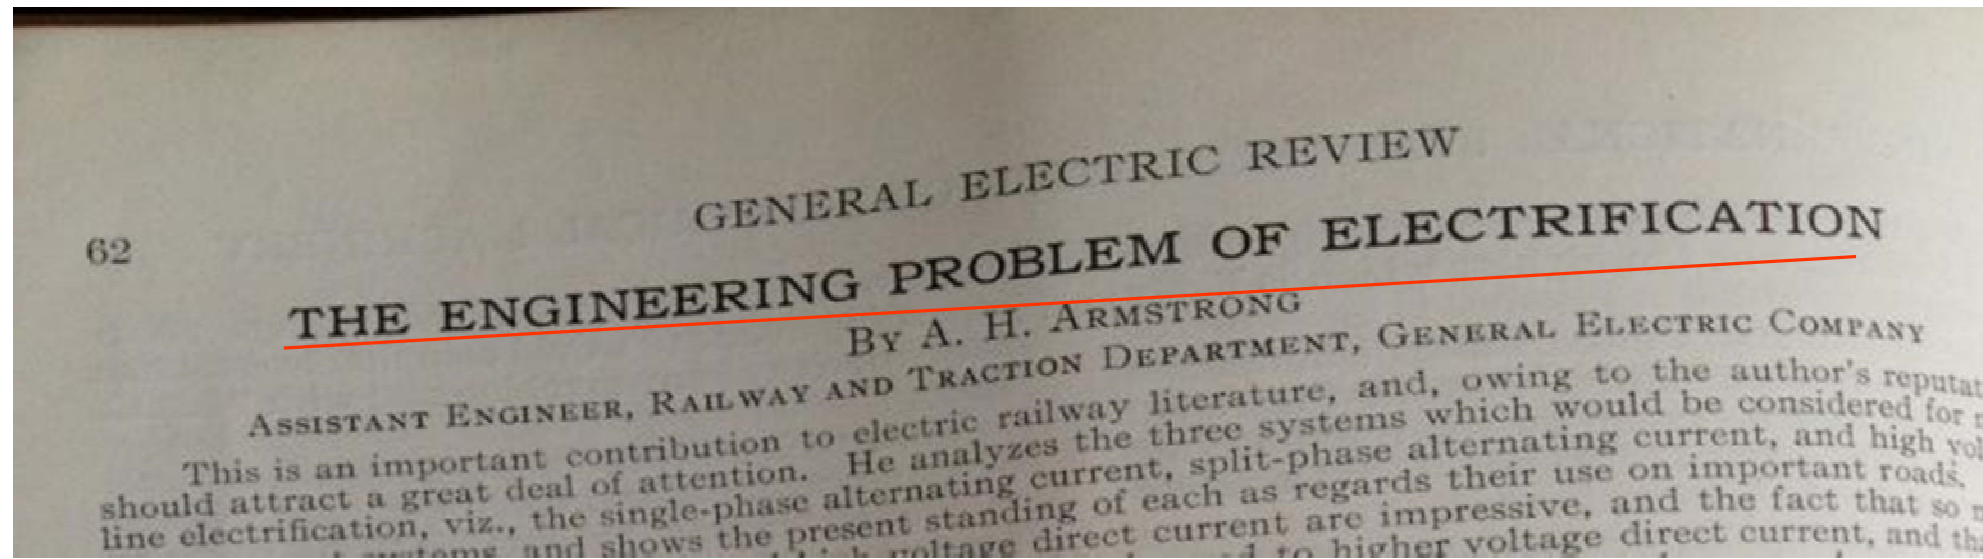 GENERAL ELECTRIC REVIEW
62
THE ENGINEERING PROBLEM OF ELECTRIFICATION
By A. H. Armstrong
Assistant Engineer, Railway and Traction Department, General Electric Company
This is an important contribution to electric railway literature, and, owing to the author's
should attract a great deal of attention. He analyzes the three systems which would be considered for
line electrification, viz., the single-phase alternating current, split-phase alternating current, and high
and shows the present standing of each as regards their use on important roads.
voltage direct current are impressive, and the fact that so
to higher voltage direct current, and